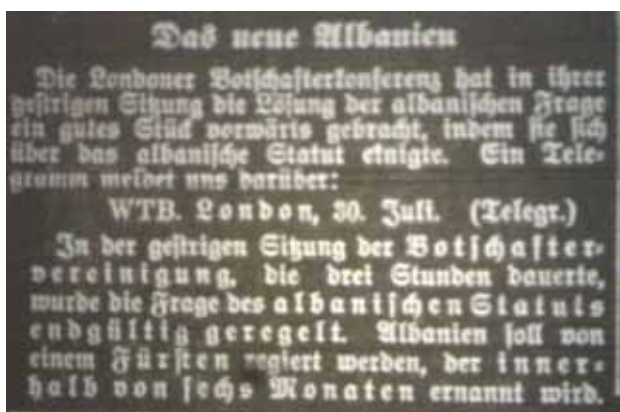 Das neue Albanien
Die Londoner Botschafterkonferenz hat in ihrer
gestrigen Sitzung die Lösung der albanischen Frage
ein gutes Stück vorwärts gebracht, indem sie sich
über das albanische Statut einigte. Ein Tele-
gramm meldet uns darüber:
WTB. London, 30. Juli. (Telegr.)
In der gestrigen Sitzung der Botschafter-
vereinigung, die drei Stunden dauerte,
wurde die Frage des albanischen Statuts
endgültig geregelt. Albanien soll von
einem Fürsten regiert werden, der inner-
halb von sechs Monaten ernannt wird.